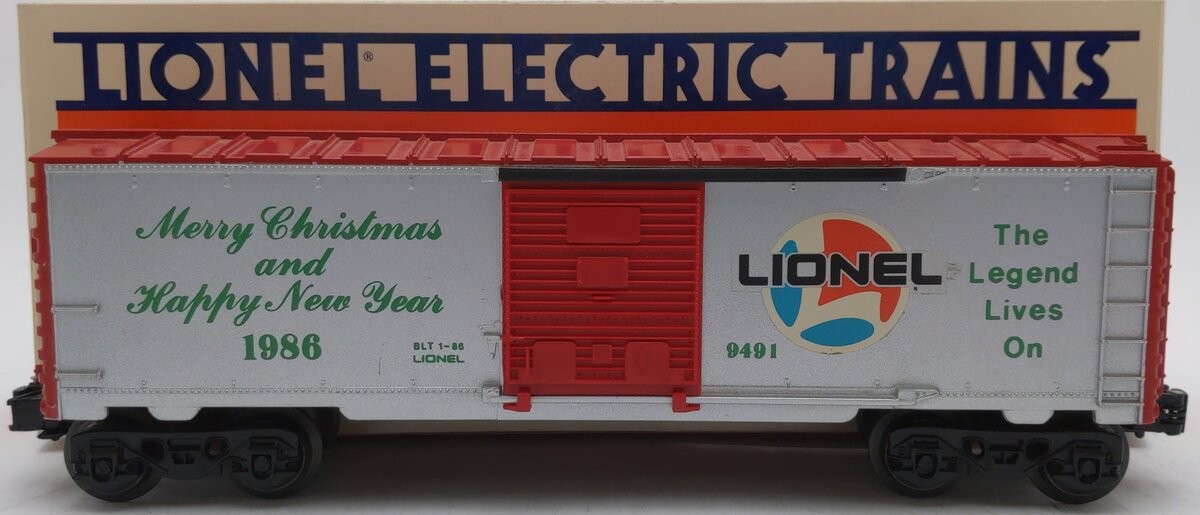 LIONEL® ELECTRIC TRAINS
Merry Christmas
and
Happy New Year
1986
BLT 1-86
LIONEL
LIONEL
9491
The
Legend
Lives
On